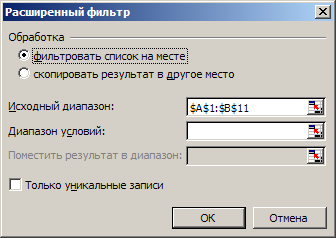 Расширенный фильтр
Обработка
фильтровать список на месте
скопировать результат в другое место
Исходный диапазон:
$A$1:$B$11
Диапазон условий:
Поместить результат в диапазон:
Только уникальные записи
OK
Отмена